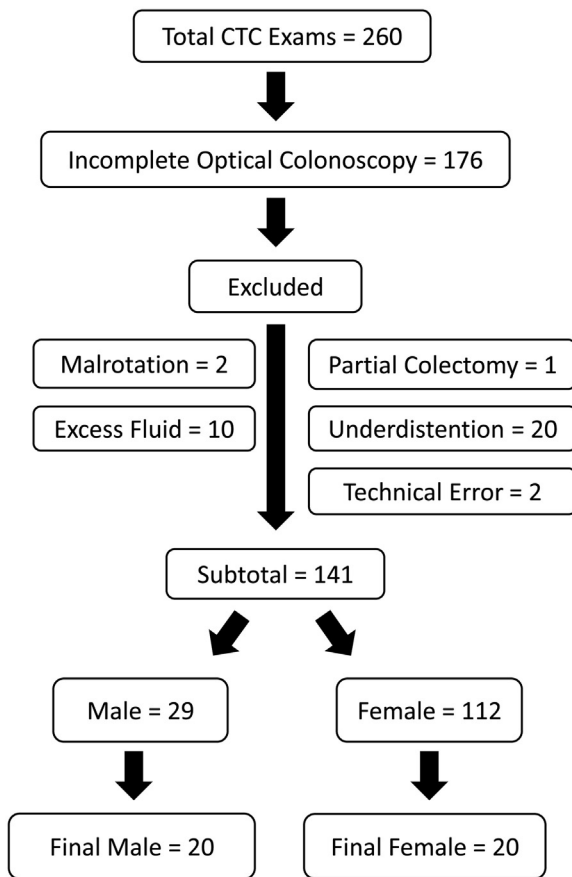 Total CTC Exams = 260
Incomplete Optical Colonoscopy = 176
Excluded
Malrotation = 2
Partial Colectomy = 1
Excess Fluid = 10
Underdistention = 20
Technical Error = 2
Subtotal = 141
Male = 29
Female = 112
Final Male = 20
Final Female = 20